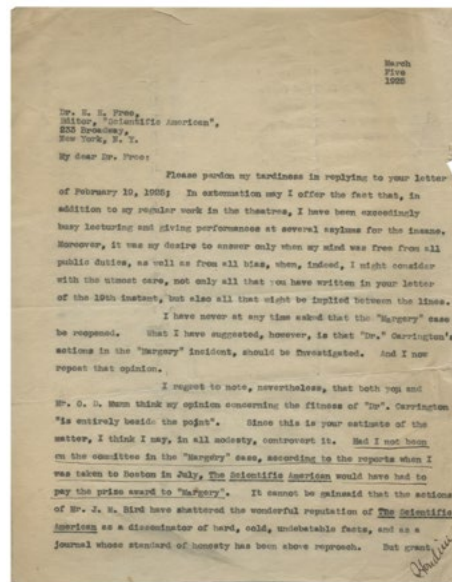 March
Five
1925
Dr. E. E. Free,
Editor, "Scientific American",
233 Broadway,
New York, N. Y.
My dear Dr. Free:
Please pardon my tardiness in replying to your letter
of February 19, 1925; In extenuation may I offer the fact that, in
addition to my regular work in the theatres, I have been exceedingly
busy lecturing and giving performances at several asylums for the insane.
Moreover, it was my desire to answer only when my mind was free from all
public duties, as well as from all bias, when, indeed, I might consider
with the utmost care, not only all that you have written in your letter
of the 19th instant, but also all that might be implied between the lines.
I have never at any time asked that the "Margery" case
be reopened. What I have suggested, however, is that "Dr." Carrington's
actions in the "Margery" incident, should be investigated. And I now
repeat that opinion.
I regret to note, nevertheless, that both you and
Mr. O. D. Munn think my opinion concerning the fitness of "Dr". Carrington
"is entirely beside the point". Since this is your estimate of the
matter, I think I may, in all modesty, controvert it. Had I not been
on the committee in the "Margery" case, according to the reports when I
was taken to Boston in July, The Scientific American would have had to
pay the prize award to "Margery". It cannot be gainsaid that the actions
of Mr. J. M. Bird have shattered the wonderful reputation of The Scientific
American as a disseminator of hard, cold, undebatable facts, and as a
journal whose standard of honesty has been above reproach. But grant
Houdini